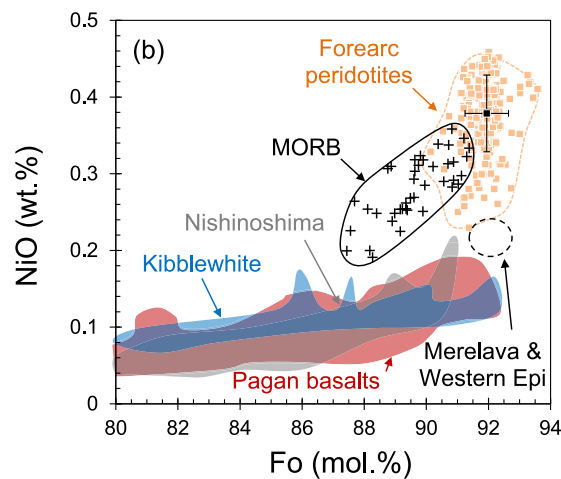 (b)
Forearc
peridotites
MORB
Nishinoshima
Kibblewhite
Pagan basalts
Merelava &
Western Epi
NiO (wt.%)
0.5
0.4
0.3
0.2
0.1
0
80 82 84 86 88 90 92 94
Fo (mol.%)